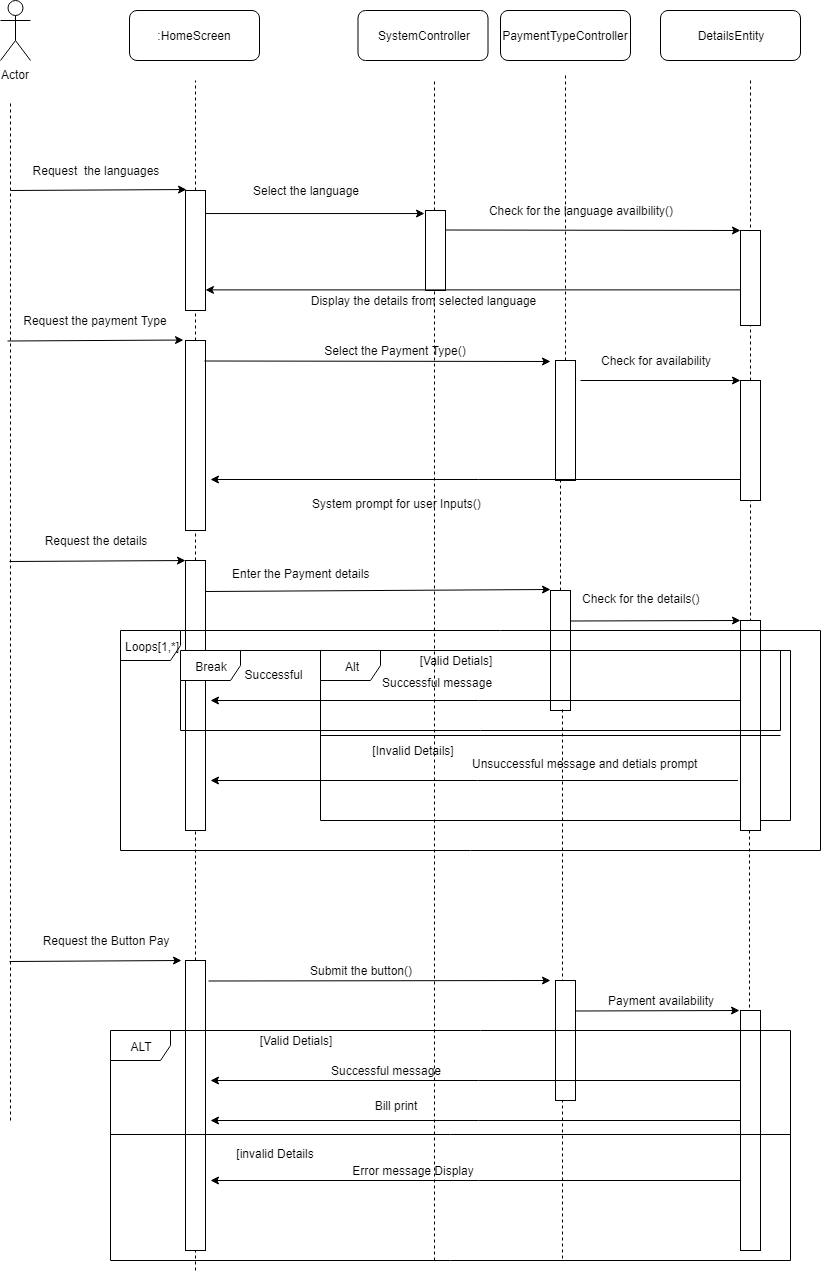 :HomeScreen
SystemController
PaymentTypeController
DetailsEntity
Actor
Request  the languages
Select the language
Check for the language availbility()
Display the details from selected language
Request the payment Type
Select the Payment Type()
Check for availability
System prompt for user Inputs()
Request the details
Enter the Payment details
Check for the details()
Loops[1,*]
Break
Successful
Alt
[Valid Detials]
Successful message
[Invalid Details]
Unsuccessful message and detials prompt
Request the Button Pay
Submit the button()
Payment availability
ALT
[Valid Detials]
Successful message
Bill print
[invalid Details
Error message Display